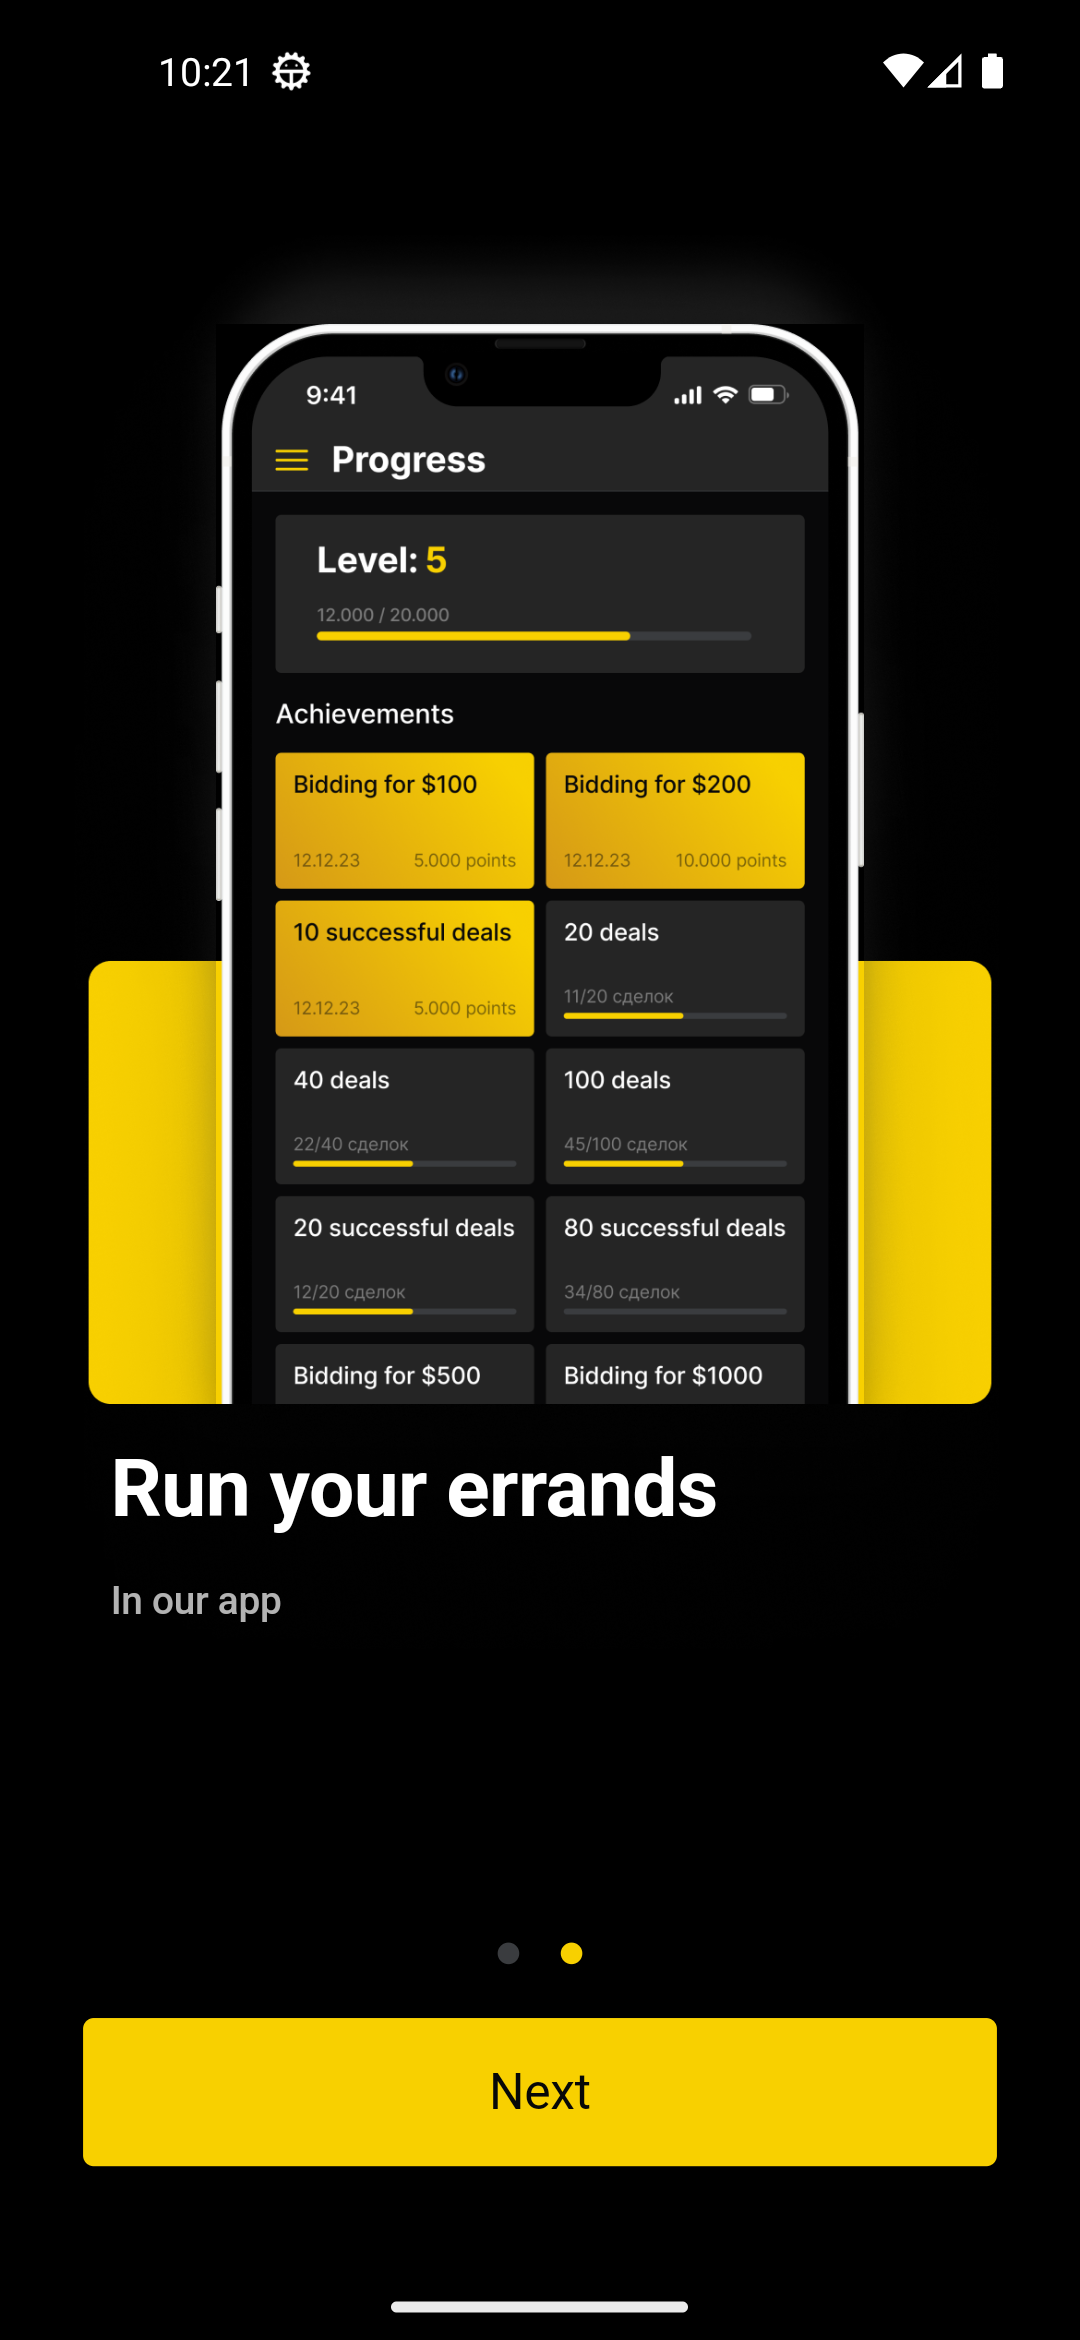 10:21
9:41
Progress
Level: 5
12.000 / 20.000
Achievements
Bidding for $100
Bidding for $200
12.12.23 5.000 points
12.12.23 10.000 points
10 successful deals
20 deals
12.12.23 5.000 points
11/20 сделок
40 deals
100 deals
22/40 сделок
45/100 сделок
20 successful deals
80 successful deals
12/20 сделок
34/80 сделок
Bidding for $500
Bidding for $1000
Run your errands
In our app
Next